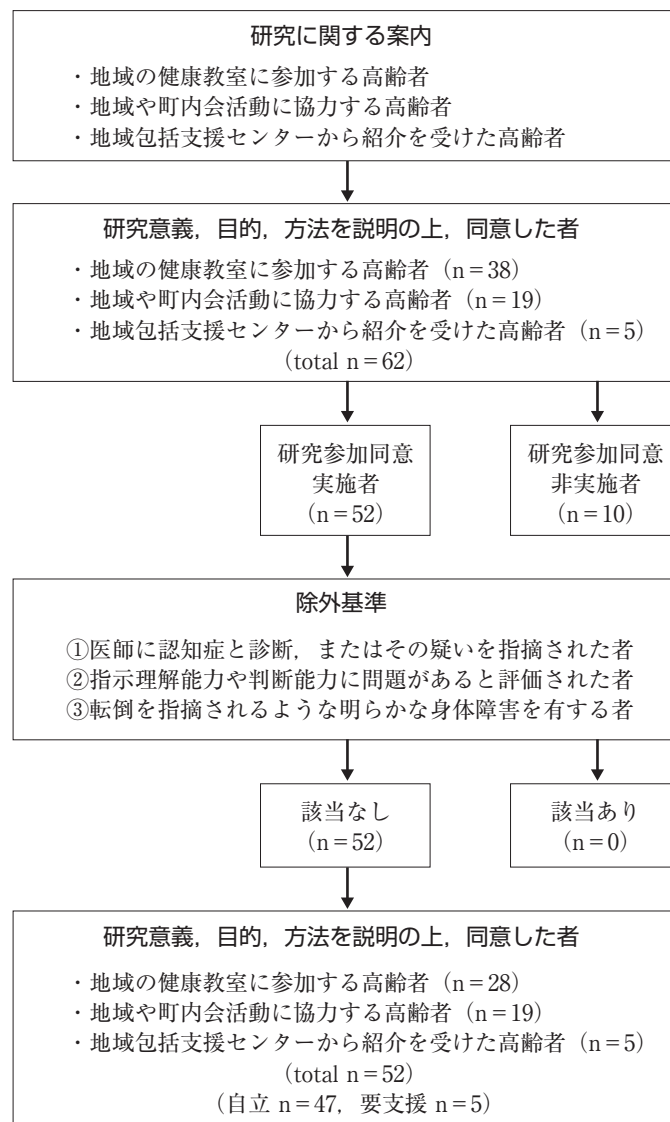 研究に関する案内
・地域の健康教室に参加する高齢者
・地域や町内会活動に協力する高齢者
・地域包括支援センターから紹介を受けた高齢者
研究意義，目的，方法を説明の上，同意した者
・地域の健康教室に参加する高齢者（n＝38）
・地域や町内会活動に協力する高齢者（n＝19）
・地域包括支援センターから紹介を受けた高齢者（n＝5）
（total n＝62）
研究参加同意
実施者
（n＝52）
研究参加同意
非実施者
（n＝10）
除外基準
①医師に認知症と診断，またはその疑いを指摘された者
②指示理解能力や判断能力に問題があると評価された者
③転倒を指摘されるような明らかな身体障害を有する者
該当なし
（n＝52）
該当あり
（n＝0）
研究意義，目的，方法を説明の上，同意した者
・地域の健康教室に参加する高齢者（n＝28）
・地域や町内会活動に協力する高齢者（n＝19）
・地域包括支援センターから紹介を受けた高齢者（n＝5）
（total n＝52）
（自立 n＝47，要支援 n＝5）